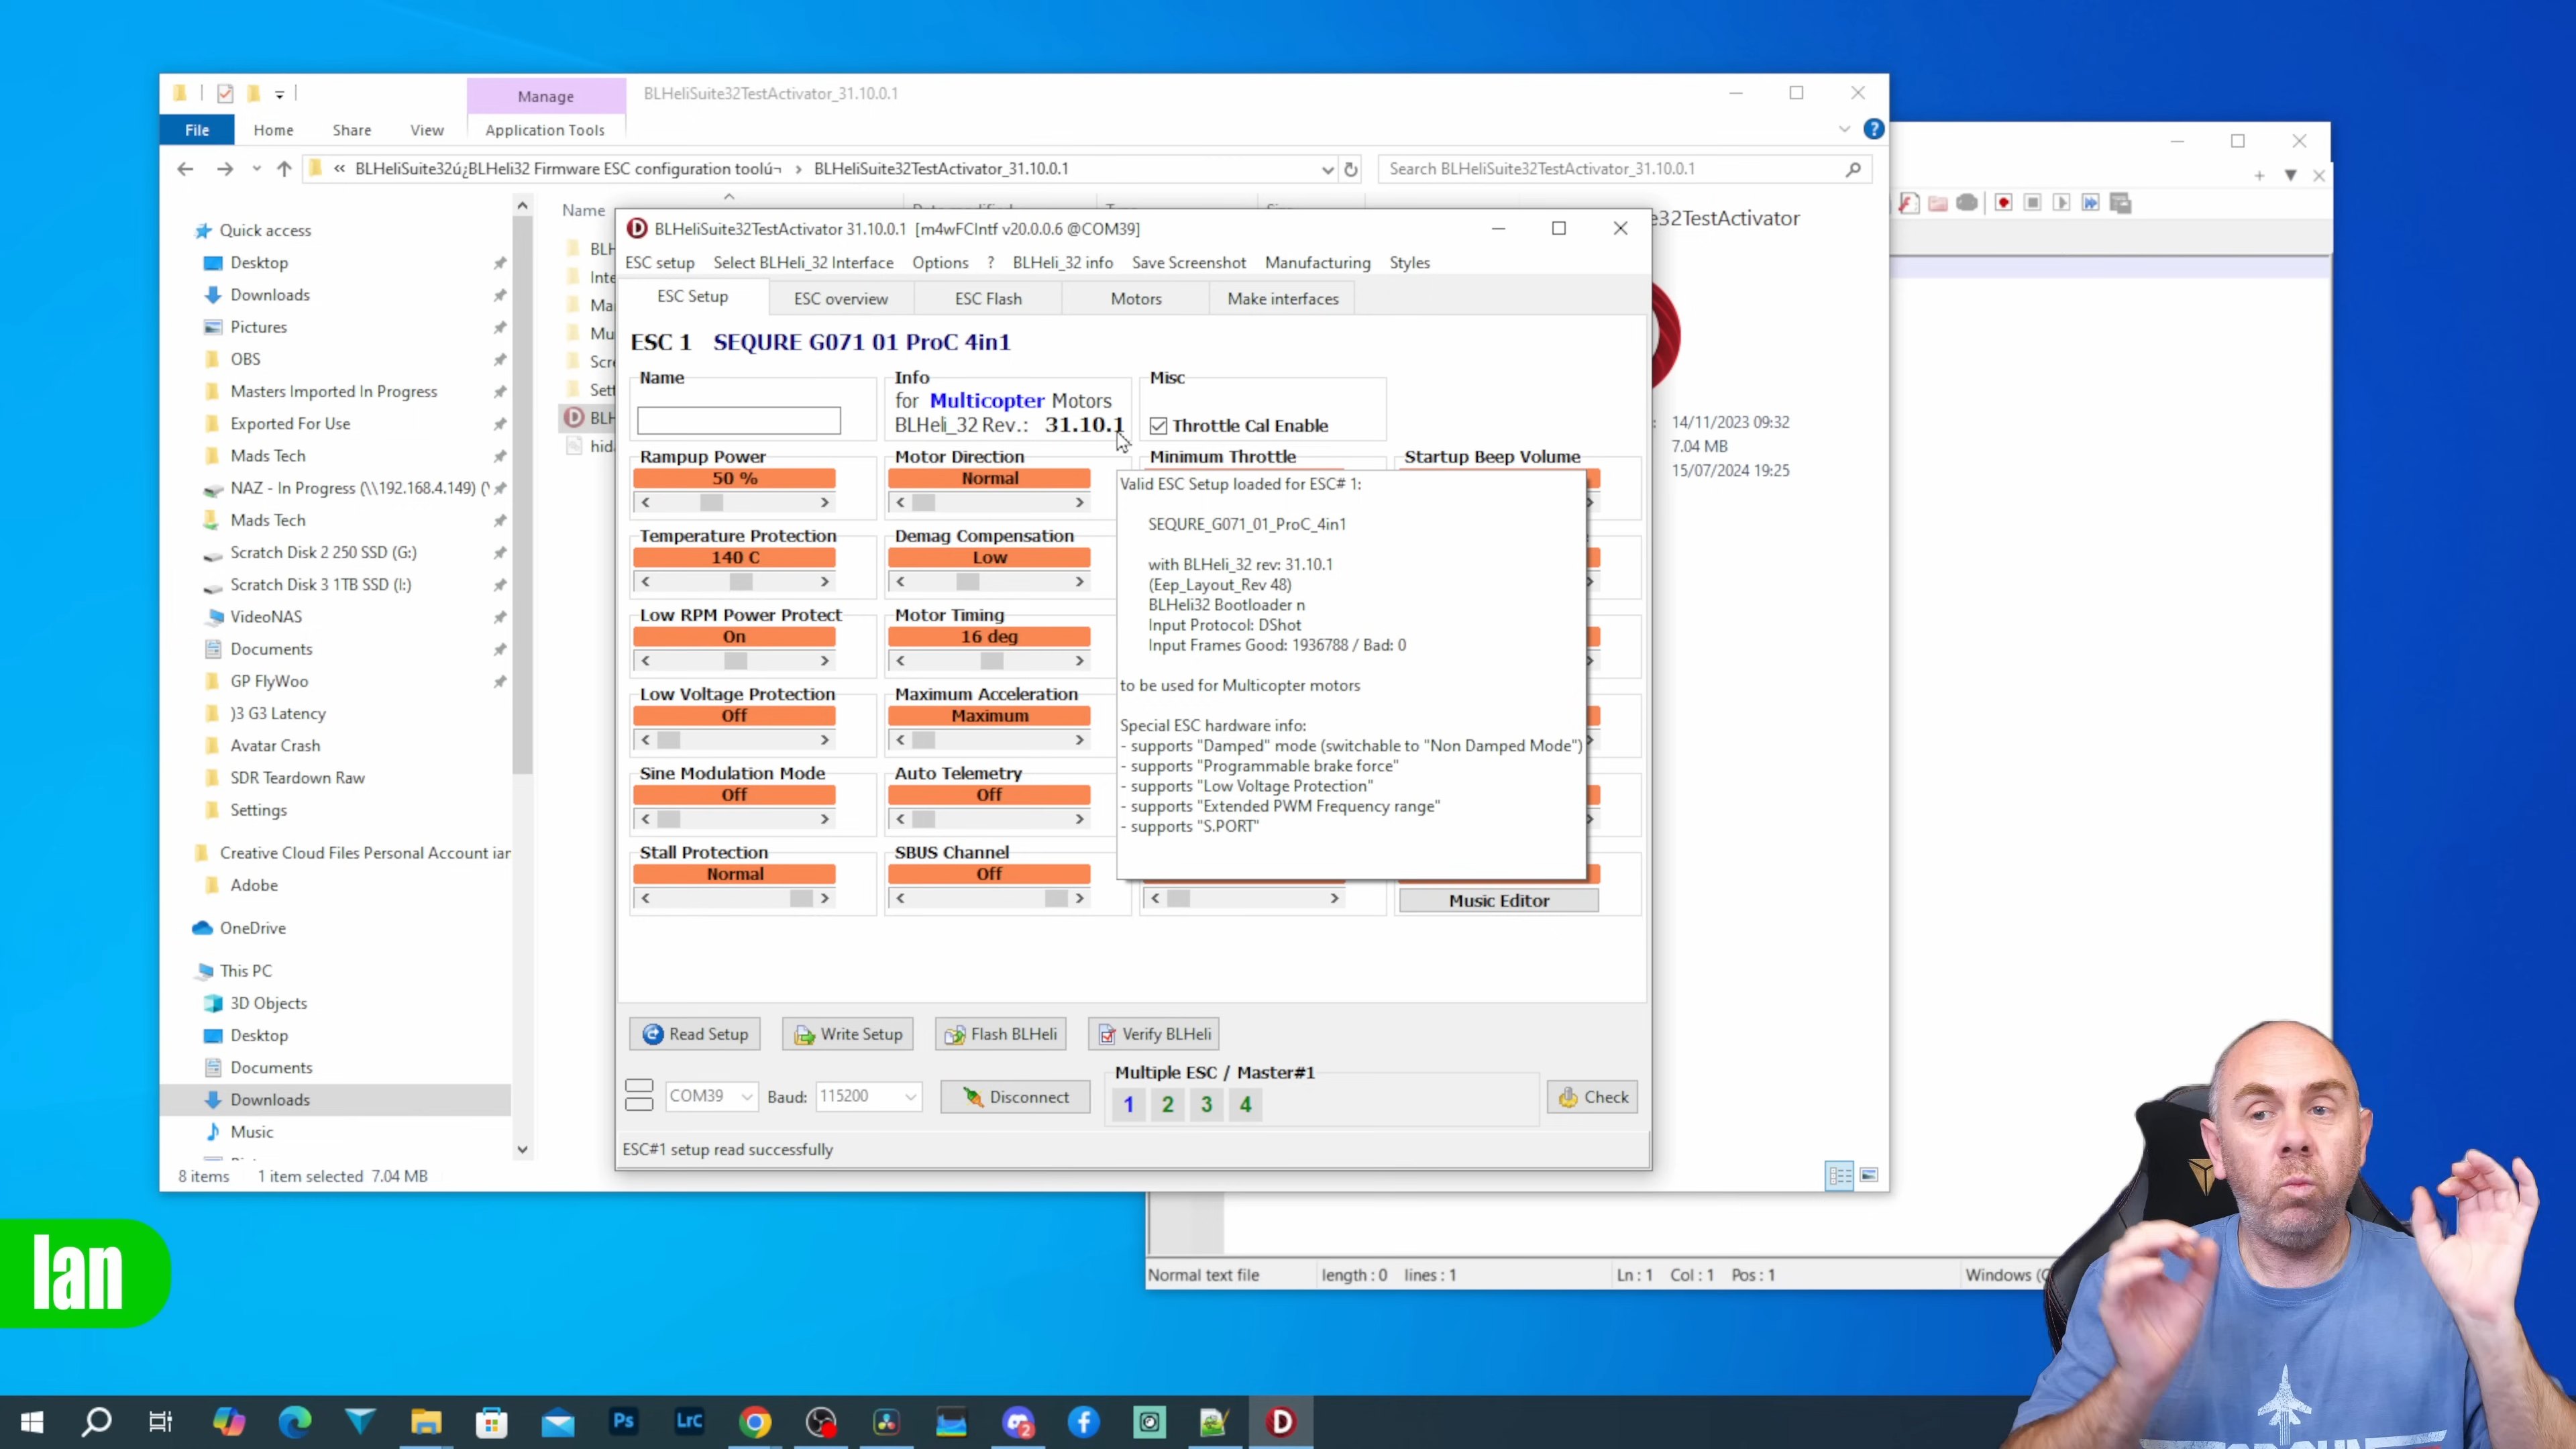 Manage
BLHeliSuite32TestActivator_31.10.0.1
File
Home
Share
View
Application Tools
« BLHeliSuite32ú¿BLHeli32 Firmware ESC configuration toolú¬ › BLHeliSuite32TestActivator_31.10.0.1
Search BLHeliSuite32TestActivator_31.10.0.1
Quick access
Desktop
Downloads
Pictures
OBS
Masters Imported In Progress
Exported For Use
Mads Tech
NAZ - In Progress (\\192.168.4.149) (
Mads Tech
Scratch Disk 2 250 SSD (G:)
Scratch Disk 3 1TB SSD (I:)
VideoNAS
Documents
GP FlyWoo
)3 G3 Latency
Avatar Crash
SDR Teardown Raw
Settings
Creative Cloud Files Personal Account ian
Adobe
OneDrive
This PC
3D Objects
Desktop
Documents
Downloads
Music
8 items
1 item selected 7.04 MB
Name
BLH
Inte
Ma
Mu
Scre
Sett
BLH
hida
e32TestActivator
14/11/2023 09:32
7.04 MB
15/07/2024 19:25
BLHeliSuite32TestActivator 31.10.0.1 [m4wFCIntf v20.0.0.6 @COM39]
ESC setup
Select BLHeli_32 Interface
Options
?
BLHeli_32 info
Save Screenshot
Manufacturing
Styles
ESC Setup
ESC overview
ESC Flash
Motors
Make interfaces
ESC 1 SEQURE G071 01 ProC 4in1
Name
Info
for Multicopter Motors
BLHeli_32 Rev.: 31.10.1
Misc
Throttle Cal Enable
Rampup Power
50 %
Motor Direction
Normal
Minimum Throttle
Startup Beep Volume
Temperature Protection
140 C
Demag Compensation
Low
Low RPM Power Protect
On
Motor Timing
16 deg
Low Voltage Protection
Off
Maximum Acceleration
Maximum
Sine Modulation Mode
Off
Auto Telemetry
Off
Stall Protection
Normal
SBUS Channel
Off
Music Editor
Valid ESC Setup loaded for ESC# 1:
SEQURE_G071_01_ProC_4in1
with BLHeli_32 rev: 31.10.1
(Eep_Layout_Rev 48)
BLHeli32 Bootloader n
Input Protocol: DShot
Input Frames Good: 1936788 / Bad: 0
to be used for Multicopter motors
Special ESC hardware info:
- supports "Damped" mode (switchable to "Non Damped Mode")
- supports "Programmable brake force"
- supports "Low Voltage Protection"
- supports "Extended PWM Frequency range"
- supports "S.PORT"
Read Setup
Write Setup
Flash BLHeli
Verify BLHeli
COM39
Baud:
115200
Disconnect
Multiple ESC / Master#1
1 2 3 4
Check
ESC#1 setup read successfully
Normal text file
length : 0 lines : 1
Ln : 1 Col : 1 Pos : 1
Windows (C
Ian
Ps
LrC
2